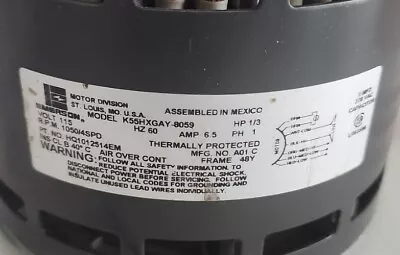 MOTOR DIVISION
ST. LOUIS, MO. U.S.A.
ASSEMBLED IN MEXICO
EMERSON. MODEL K55HXGAY-8059 HP 1/3
VOLT 115 HZ 60 AMP 6.5 PH 1
R.P.M. 1050/4SPD THERMALLY PROTECTED
PT. NO. HQ1012514EM MFG. NO. A01 C
INS CL B 40° C AIR OVER CONT FRAME 48Y
WARNING: FOLLOW ALL SAFETY INFORMATION. TO
REDUCE POTENTIAL ELECTRICAL SHOCK,
NATIONAL AND LOCAL CODES FOR GROUNDING AND
INSULATE UNUSED LEAD WIRES INDIVIDUALLY.
MOTOR